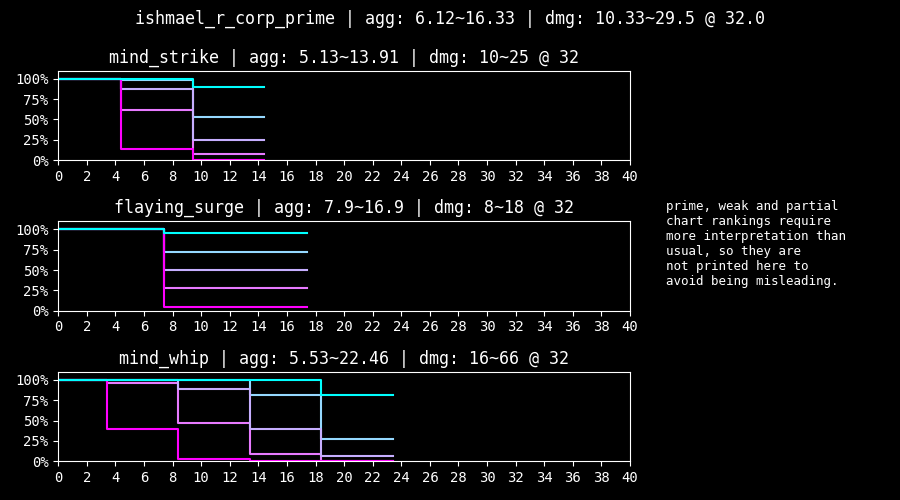 ishmael_r_corp_prime | agg: 6.12~16.33 | dmg: 10.33~29.5 @ 32.0
mind_strike | agg: 5.13~13.91 | dmg: 10~25 @ 32
100%
75%
50%
25%
0%
0 2 4 6 8 10 12 14 16 18 20 22 24 26 28 30 32 34 36 38 40
flaying_surge | agg: 7.9~16.9 | dmg: 8~18 @ 32
100%
75%
50%
25%
0%
0 2 4 6 8 10 12 14 16 18 20 22 24 26 28 30 32 34 36 38 40
prime, weak and partial
chart rankings require
more interpretation than
usual, so they are
not printed here to
avoid being misleading.
mind_whip | agg: 5.53~22.46 | dmg: 16~66 @ 32
100%
75%
50%
25%
0%
0 2 4 6 8 10 12 14 16 18 20 22 24 26 28 30 32 34 36 38 40